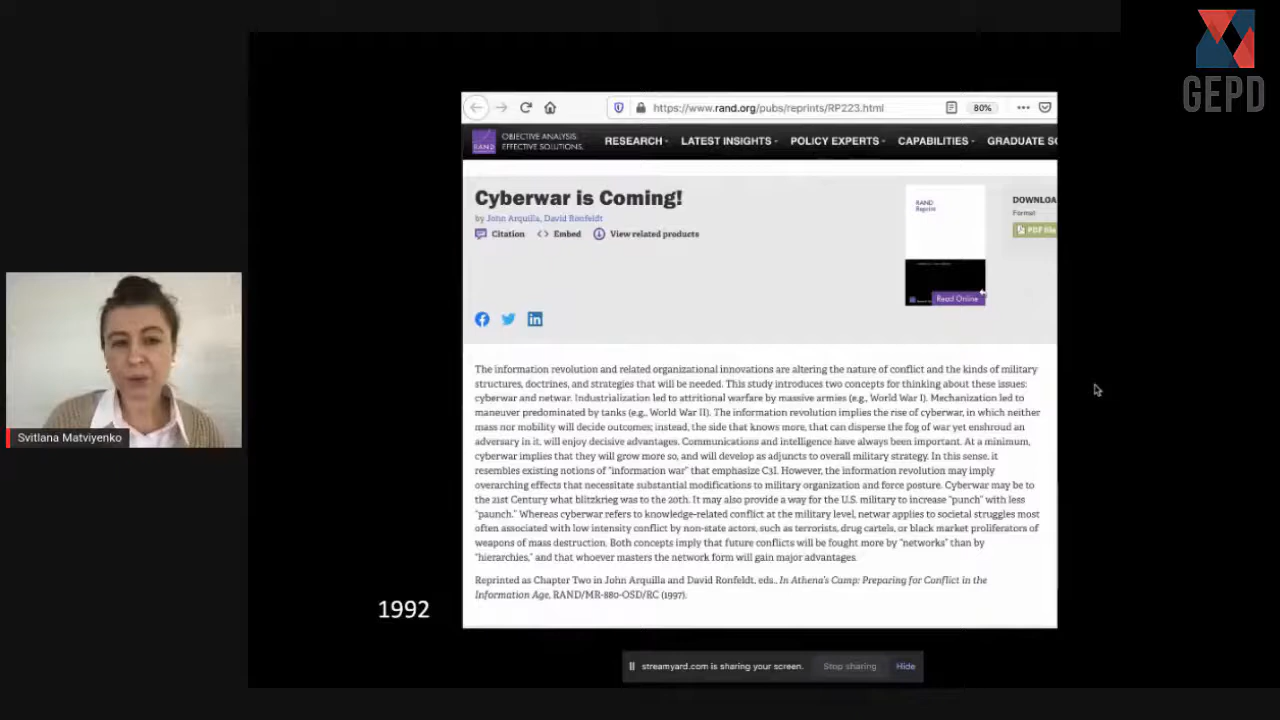 GEPD
https://www.rand.org/pubs/reprints/RP223.html
80%
RAND
OBJECTIVE ANALYSIS.
EFFECTIVE SOLUTIONS.
RESEARCH
LATEST INSIGHTS
POLICY EXPERTS
CAPABILITIES
GRADUATE SC
Cyberwar is Coming!
by John Arquilla, David Ronfeldt
Citation
Embed
View related products
RAND
Reprint
Read Online
DOWNLOA
Format
PDF file
The information revolution and related organizational innovations are altering the nature of conflict and the kinds of military
structures, doctrines, and strategies that will be needed. This study introduces two concepts for thinking about these issues:
cyberwar and netwar. Industrialization led to attritional warfare by massive armies (e.g., World War I). Mechanization led to
maneuver predominated by tanks (e.g., World War II). The information revolution implies the rise of cyberwar, in which neither
mass nor mobility will decide outcomes; instead, the side that knows more, that can disperse the fog of war yet enshroud an
adversary in it, will enjoy decisive advantages. Communications and intelligence have always been important. At a minimum,
cyberwar implies that they will grow more so, and will develop as adjuncts to overall military strategy. In this sense, it
resembles existing notions of “information war” that emphasize C3I. However, the information revolution may imply
overarching effects that necessitate substantial modifications to military organization and force posture. Cyberwar may be to
the 21st Century what blitzkrieg was to the 20th. It may also provide a way for the U.S. military to increase “punch” with less
“paunch.” Whereas cyberwar refers to knowledge-related conflict at the military level, netwar applies to societal struggles most
often associated with low intensity conflict by non-state actors, such as terrorists, drug cartels, or black market proliferators of
weapons of mass destruction. Both concepts imply that future conflicts will be fought more by “networks” than by
“hierarchies,” and that whoever masters the network form will gain major advantages.
Reprinted as Chapter Two in John Arquilla and David Ronfeldt, eds., In Athena's Camp: Preparing for Conflict in the
Information Age, RAND/MR-880-OSD/RC (1997).
Svitlana Matviyenko
1992
streamyard.com is sharing your screen.
Stop sharing
Hide